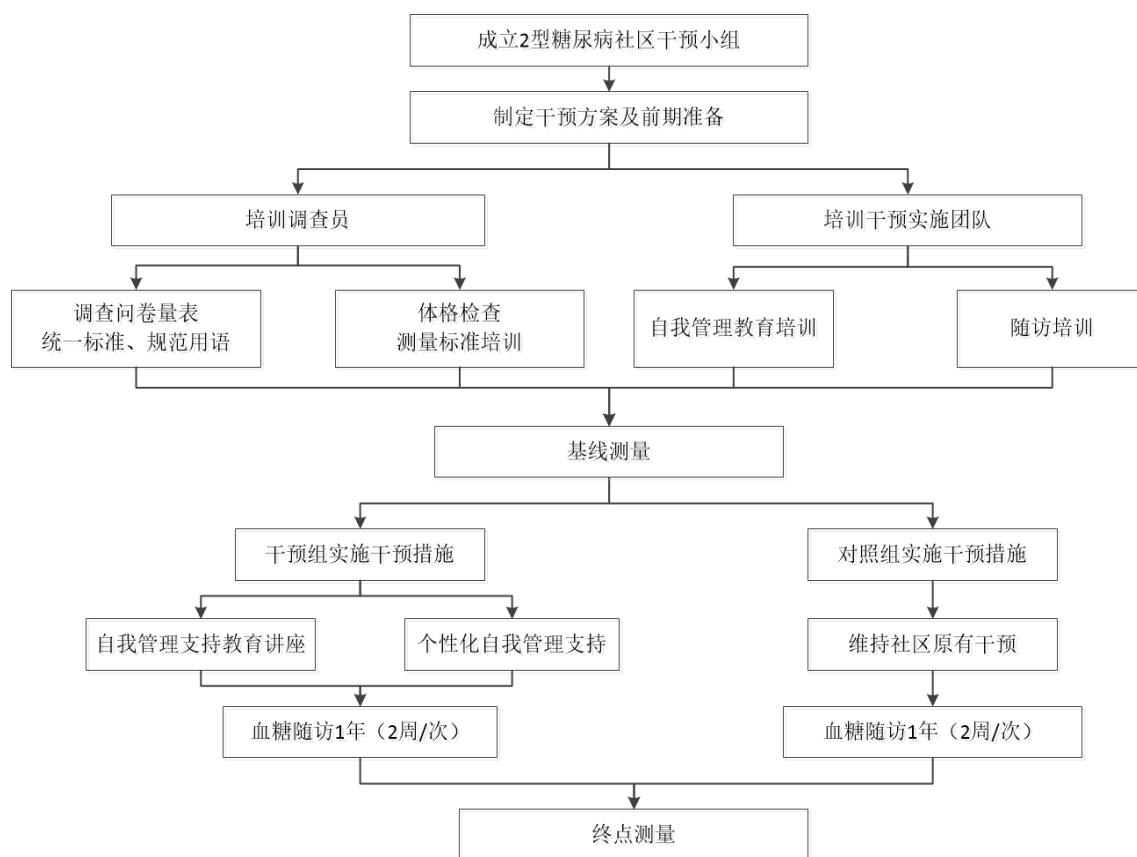 成立2型糖尿病社区干预小组
制定干预方案及前期准备
培训调查员
培训干预实施团队
调查问卷量表
统一标准、规范用语
体格检查
测量标准培训
自我管理教育培训
随访培训
基线测量
干预组实施干预措施
对照组实施干预措施
自我管理支持教育讲座
个性化自我管理支持
维持社区原有干预
血糖随访1年（2周/次）
血糖随访1年（2周/次）
终点测量